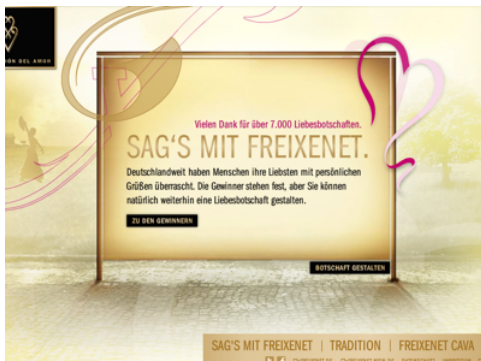 IÓN DEL AMOR
Vielen Dank für über 7.000 Liebesbotschaften.
SAG'S MIT FREIXENET.
Deutschlandweit haben Menschen ihre Liebsten mit persönlichen
Grüßen überrascht. Die Gewinner stehen fest, aber Sie können
natürlich weiterhin eine Liebesbotschaft gestalten.
ZU DEN GEWINNERN
BOTSCHAFT GESTALTEN
SAG'S MIT FREIXENET | TRADITION | FREIXENET CAVA